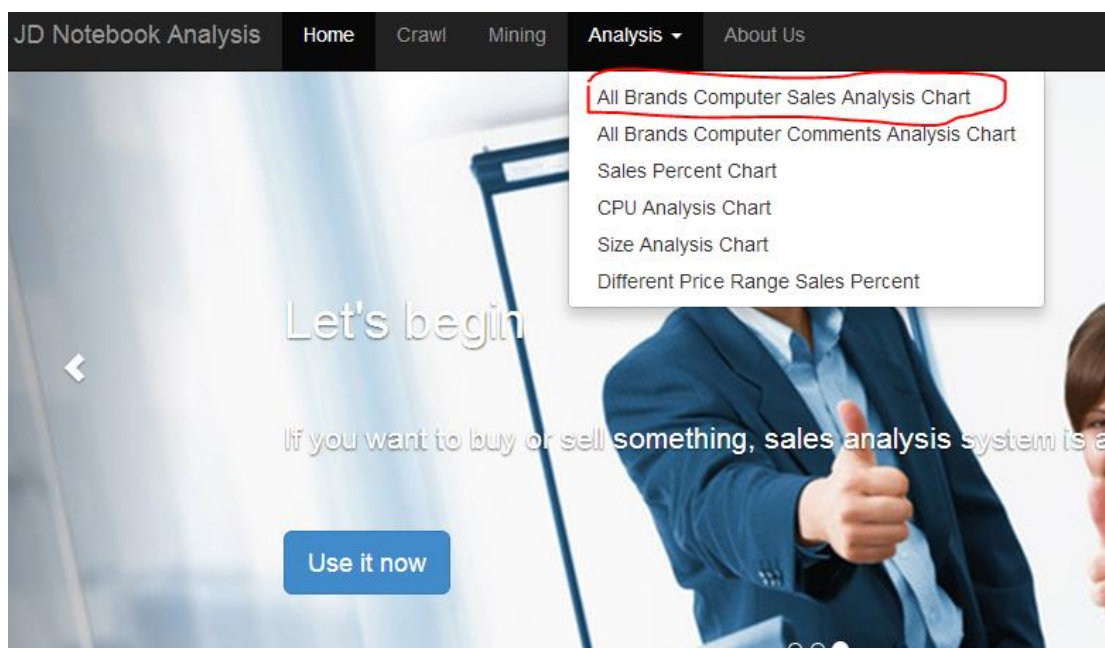 JD Notebook Analysis Home Crawl Mining Analysis About Us
All Brands Computer Sales Analysis Chart
All Brands Computer Comments Analysis Chart
Sales Percent Chart
CPU Analysis Chart
Size Analysis Chart
Different Price Range Sales Percent
Let's begin
If you want to buy or sell something, sales analysis system is a
Use it now